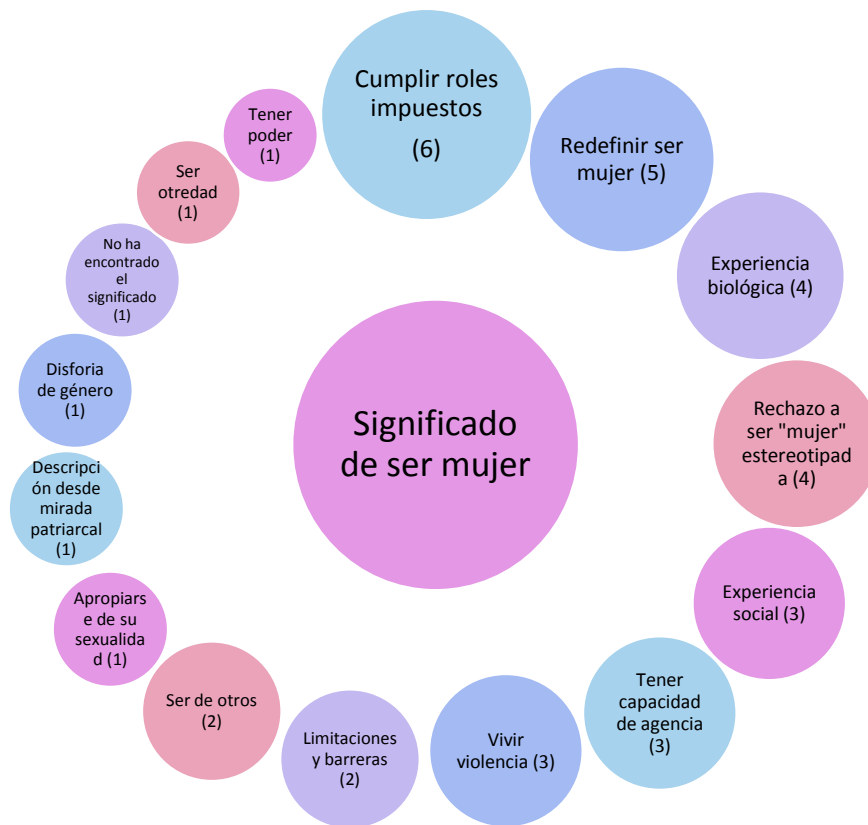 Cumplir roles
impuestos
(6)
Redefinir ser
mujer (5)
Experiencia
biológica (4)
Rechazo a
ser "mujer"
estereotipad
a (4)
Experiencia
social (3)
Tener
capacidad
de agencia
(3)
Vivir
violencia (3)
Limitaciones
y barreras
(2)
Ser de otros
(2)
Apropiars
e de su
sexualida
d (1)
Descripci
ón desde
mirada
patriarcal
(1)
Disforia
de género
(1)
No ha
encontrado
el
significado
(1)
Ser
otredad
(1)
Tener
poder
(1)
Significado
de ser mujer